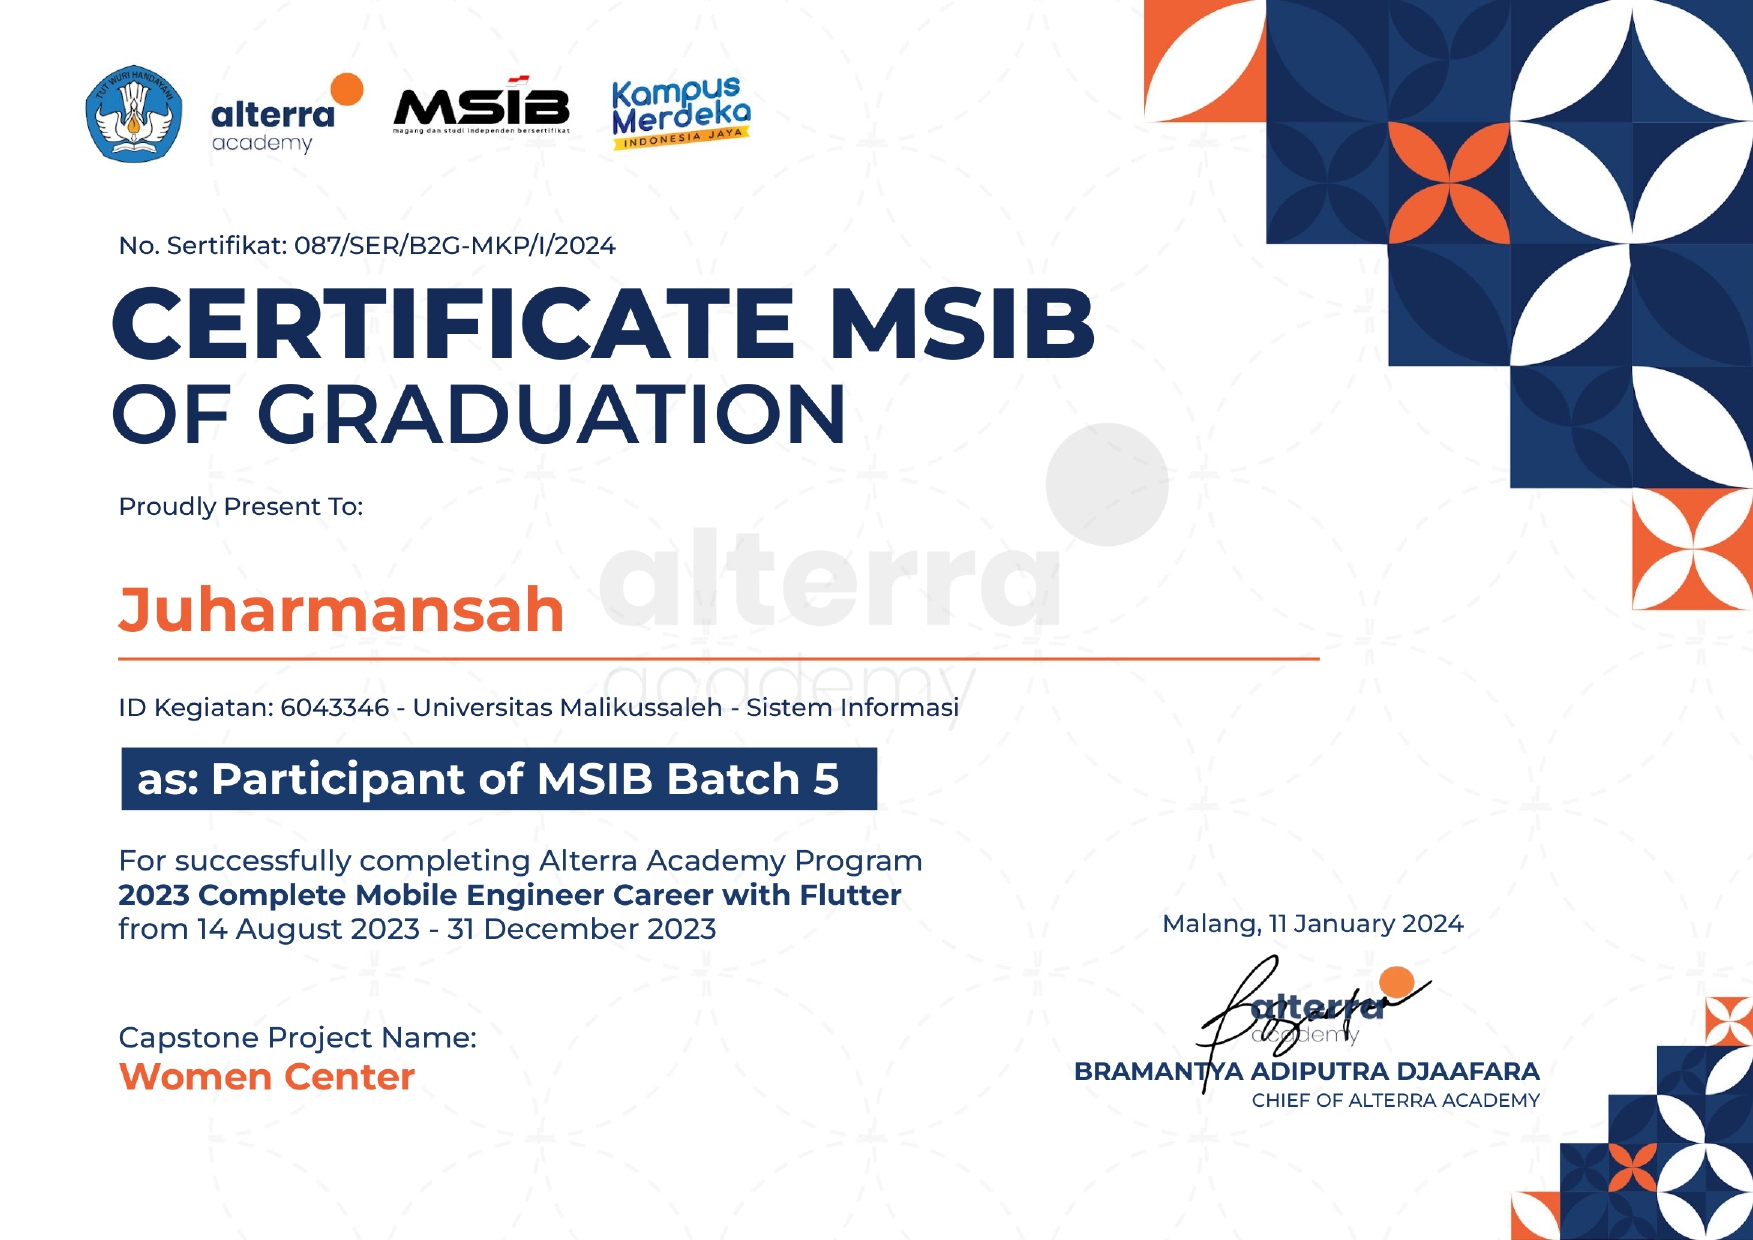 TUT WURI HANDAYANI
alterra
academy
MSIB
magang dan studi independen bersertifikat
Kampus
Merdeka
INDONESIA JAYA
No. Sertifikat: 087/SER/B2G-MKP/I/2024
CERTIFICATE MSIB
OF GRADUATION
Proudly Present To:
alterra
academy
Juharmansah
ID Kegiatan: 6043346 - Universitas Malikussaleh - Sistem Informasi
as: Participant of MSIB Batch 5
For successfully completing Alterra Academy Program
2023 Complete Mobile Engineer Career with Flutter
from 14 August 2023 - 31 December 2023
Capstone Project Name:
Women Center
Malang, 11 January 2024
alterra
academy
BRAMANTYA ADIPUTRA DJAAFARA
CHIEF OF ALTERRA ACADEMY